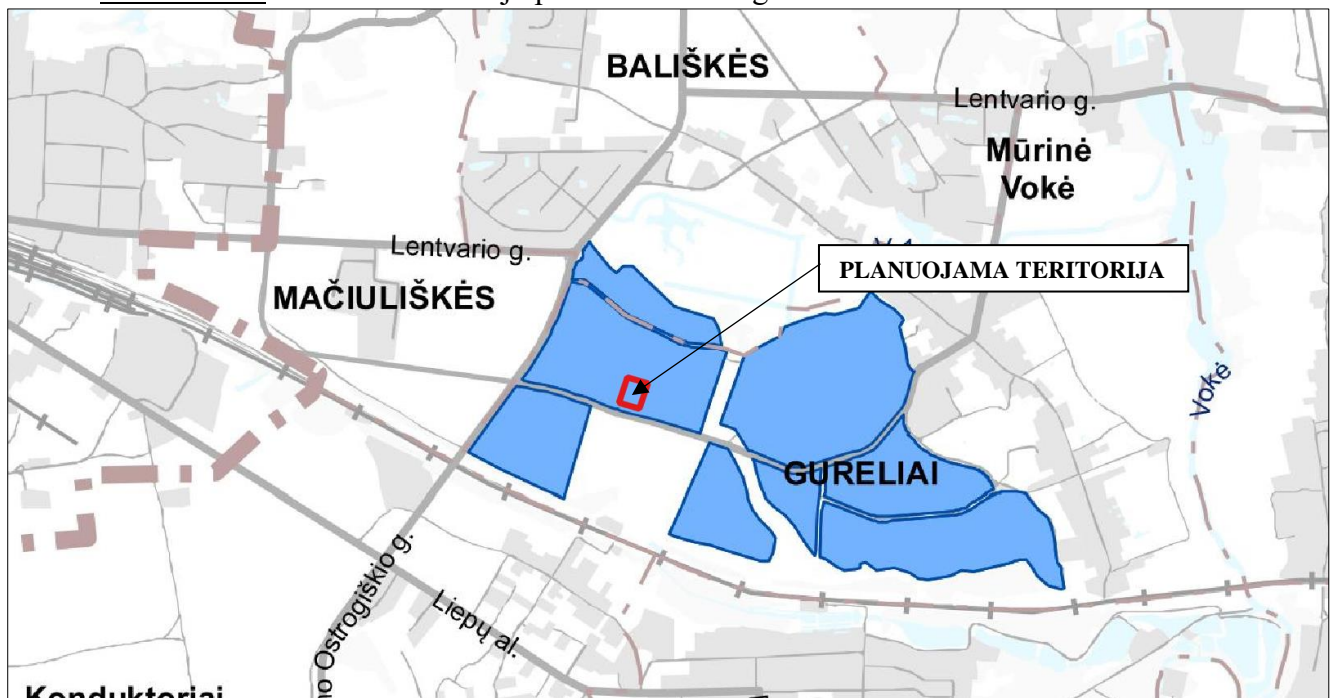 BALIŠKĖS
Lentvario g.
Mūrinė
Vokė
Lentvario g.
PLANUOJAMA TERITORIJA
MAČIULIŠKĖS
Vokė
GURELIAI
Ostrogiškio g.
Liepų al.
Konduktoriai